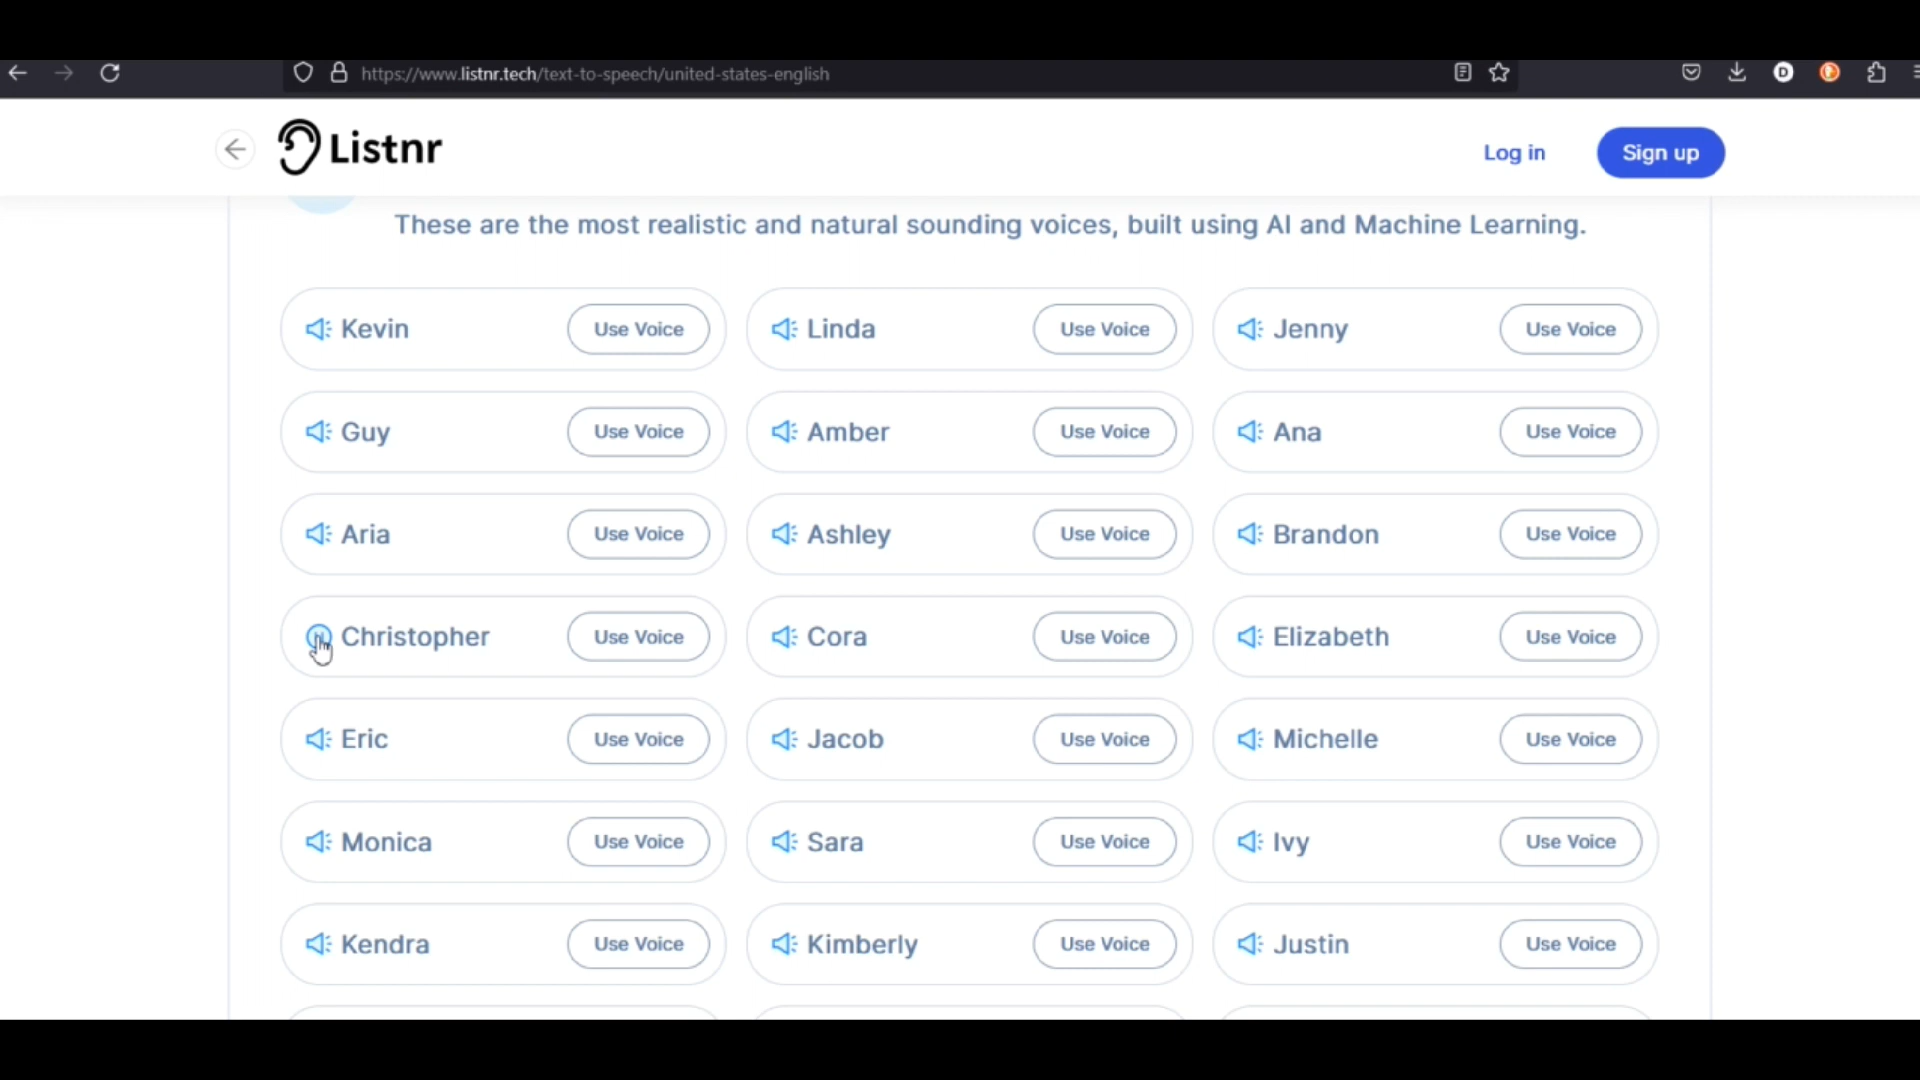 https://www.listnr.tech/text-to-speech/united-states-english
D
Listnr
Log in
Sign up
These are the most realistic and natural sounding voices, built using AI and Machine Learning.
Kevin Use Voice Linda Use Voice Jenny Use Voice
Guy Use Voice Amber Use Voice Ana Use Voice
Aria Use Voice Ashley Use Voice Brandon Use Voice
Christopher Use Voice Cora Use Voice Elizabeth Use Voice
Eric Use Voice Jacob Use Voice Michelle Use Voice
Monica Use Voice Sara Use Voice Ivy Use Voice
Kendra Use Voice Kimberly Use Voice Justin Use Voice